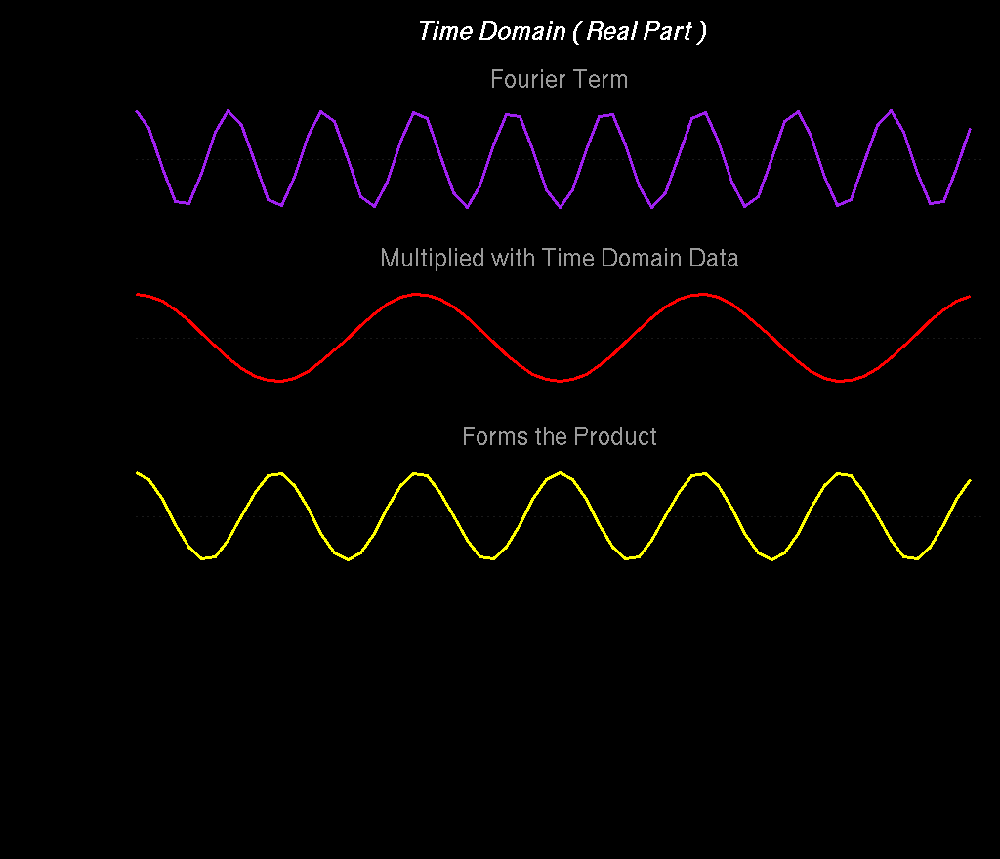 Time Domain ( Real Part )
Fourier Term
Multiplied with Time Domain Data
Forms the Product